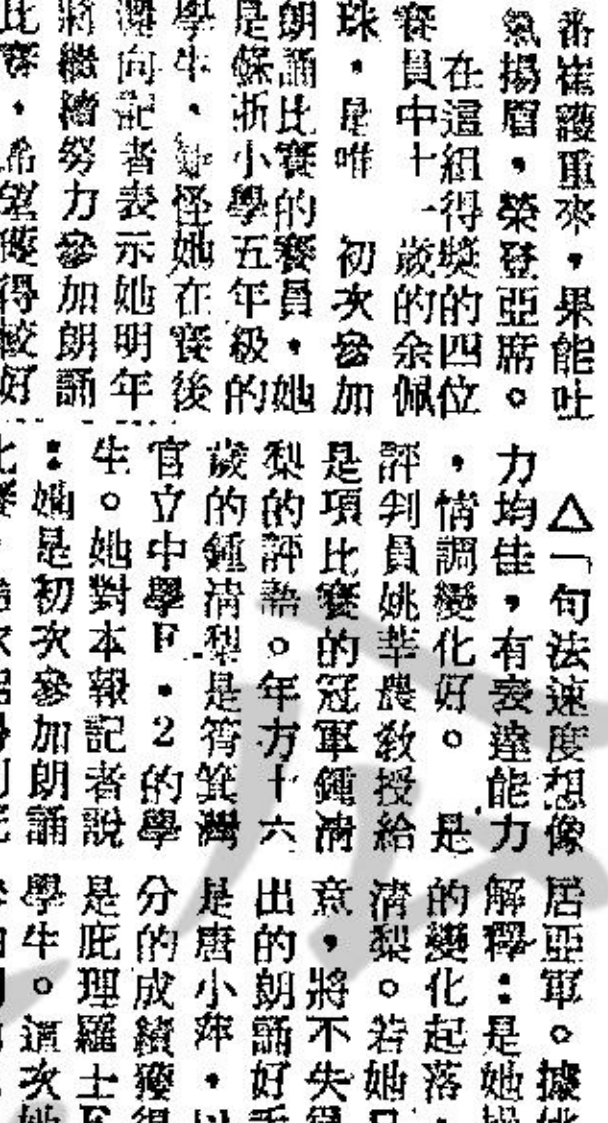 番崔護重來，果能吐
氣揚眉，榮登亞席。
在這組得獎的四位
賽員中十一歲的余佩
珠，是唯
初次參加
朗誦比賽的賽員，她
是蘇浙小學五年級的
學生，她怪她在賽後
向記者表示她明年
將繼續努力參加朗誦
比賽，希望獲得較好
△「句法速度想像
力均佳，有表達能力
，情調變化好。是
評判員姚莘農教授給
是項比賽的冠軍鍾清
梨的評語。年方十六
歲的鍾清梨是筲箕灣
官立中學F．2的學
生。她對本報記者說
：她是初次參加朗誦
居亞軍。據
解釋：是她
的變化起落，
清梨。若她
意，將不失
出的朗誦好
是唐小萍，以
分的成績獲得
是庇理羅士F
學生。這次她